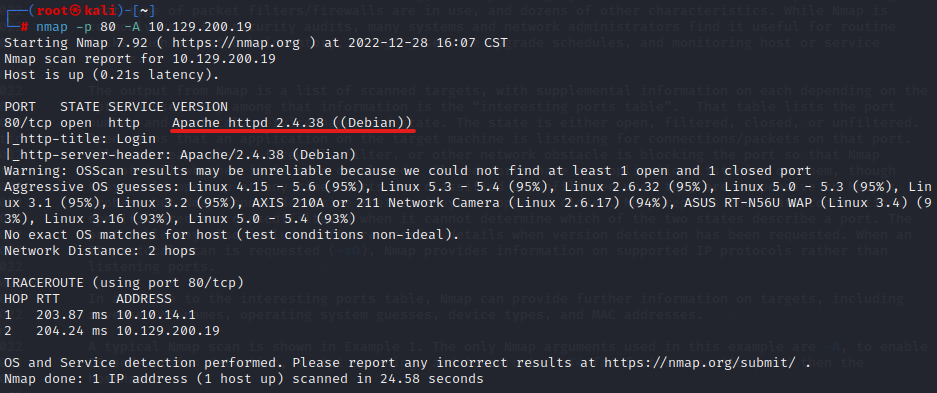 ┌──(root㉿kali)-[~]
└─# nmap -p 80 -A 10.129.200.19
Starting Nmap 7.92 ( https://nmap.org ) at 2022-12-28 16:07 CST
Nmap scan report for 10.129.200.19
Host is up (0.21s latency).

PORT   STATE SERVICE VERSION
80/tcp open  http    Apache httpd 2.4.38 ((Debian))
|_http-title: Login
|_http-server-header: Apache/2.4.38 (Debian)
Warning: OSScan results may be unreliable because we could not find at least 1 open and 1 closed port
Aggressive OS guesses: Linux 4.15 - 5.6 (95%), Linux 5.3 - 5.4 (95%), Linux 2.6.32 (95%), Linux 5.0 - 5.3 (95%), Lin
ux 3.1 (95%), Linux 3.2 (95%), AXIS 210A or 211 Network Camera (Linux 2.6.17) (94%), ASUS RT-N56U WAP (Linux 3.4) (9
3%), Linux 3.16 (93%), Linux 5.0 - 5.4 (93%)
No exact OS matches for host (test conditions non-ideal).
Network Distance: 2 hops

TRACEROUTE (using port 80/tcp)
HOP RTT       ADDRESS
1   203.87 ms 10.10.14.1
2   204.24 ms 10.129.200.19

OS and Service detection performed. Please report any incorrect results at https://nmap.org/submit/ .
Nmap done: 1 IP address (1 host up) scanned in 24.58 seconds